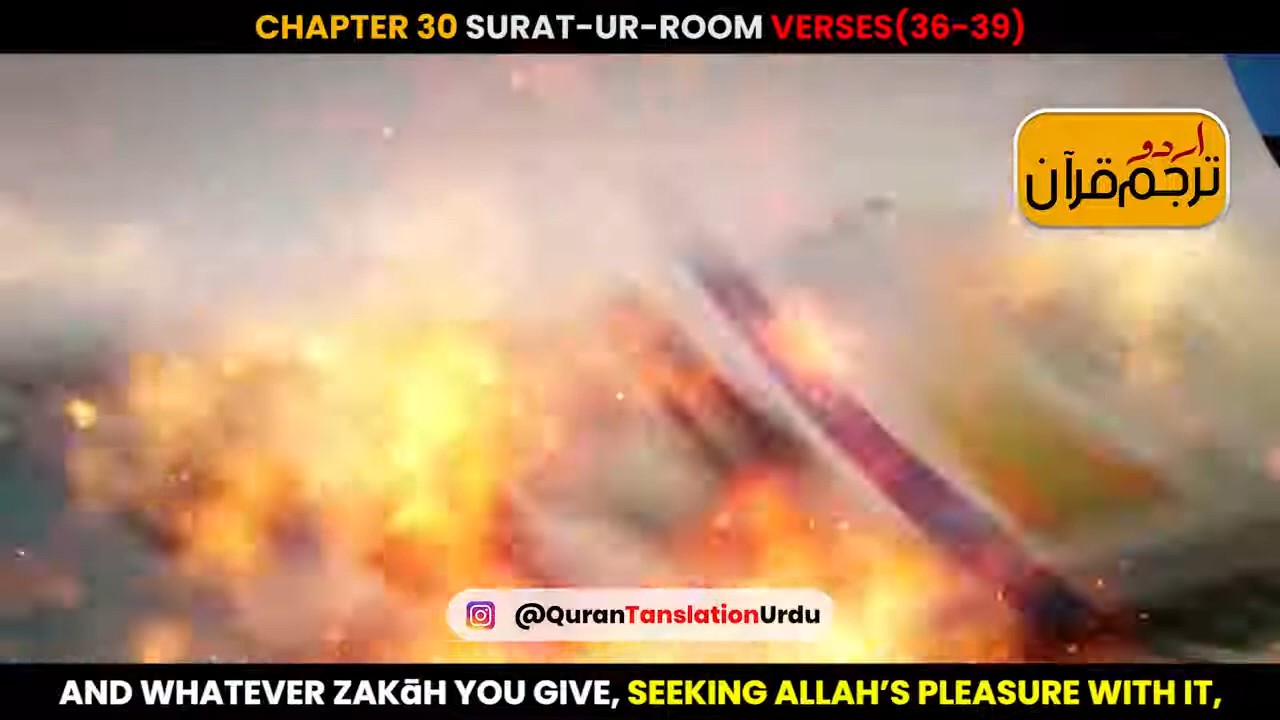 CHAPTER 30 SURAT-UR-ROOM VERSES(36-39)
اردو
ترجمہ قرآن
@QuranTanslationUrdu
AND WHATEVER ZAKāH YOU GIVE, SEEKING ALLAH’S PLEASURE WITH IT,